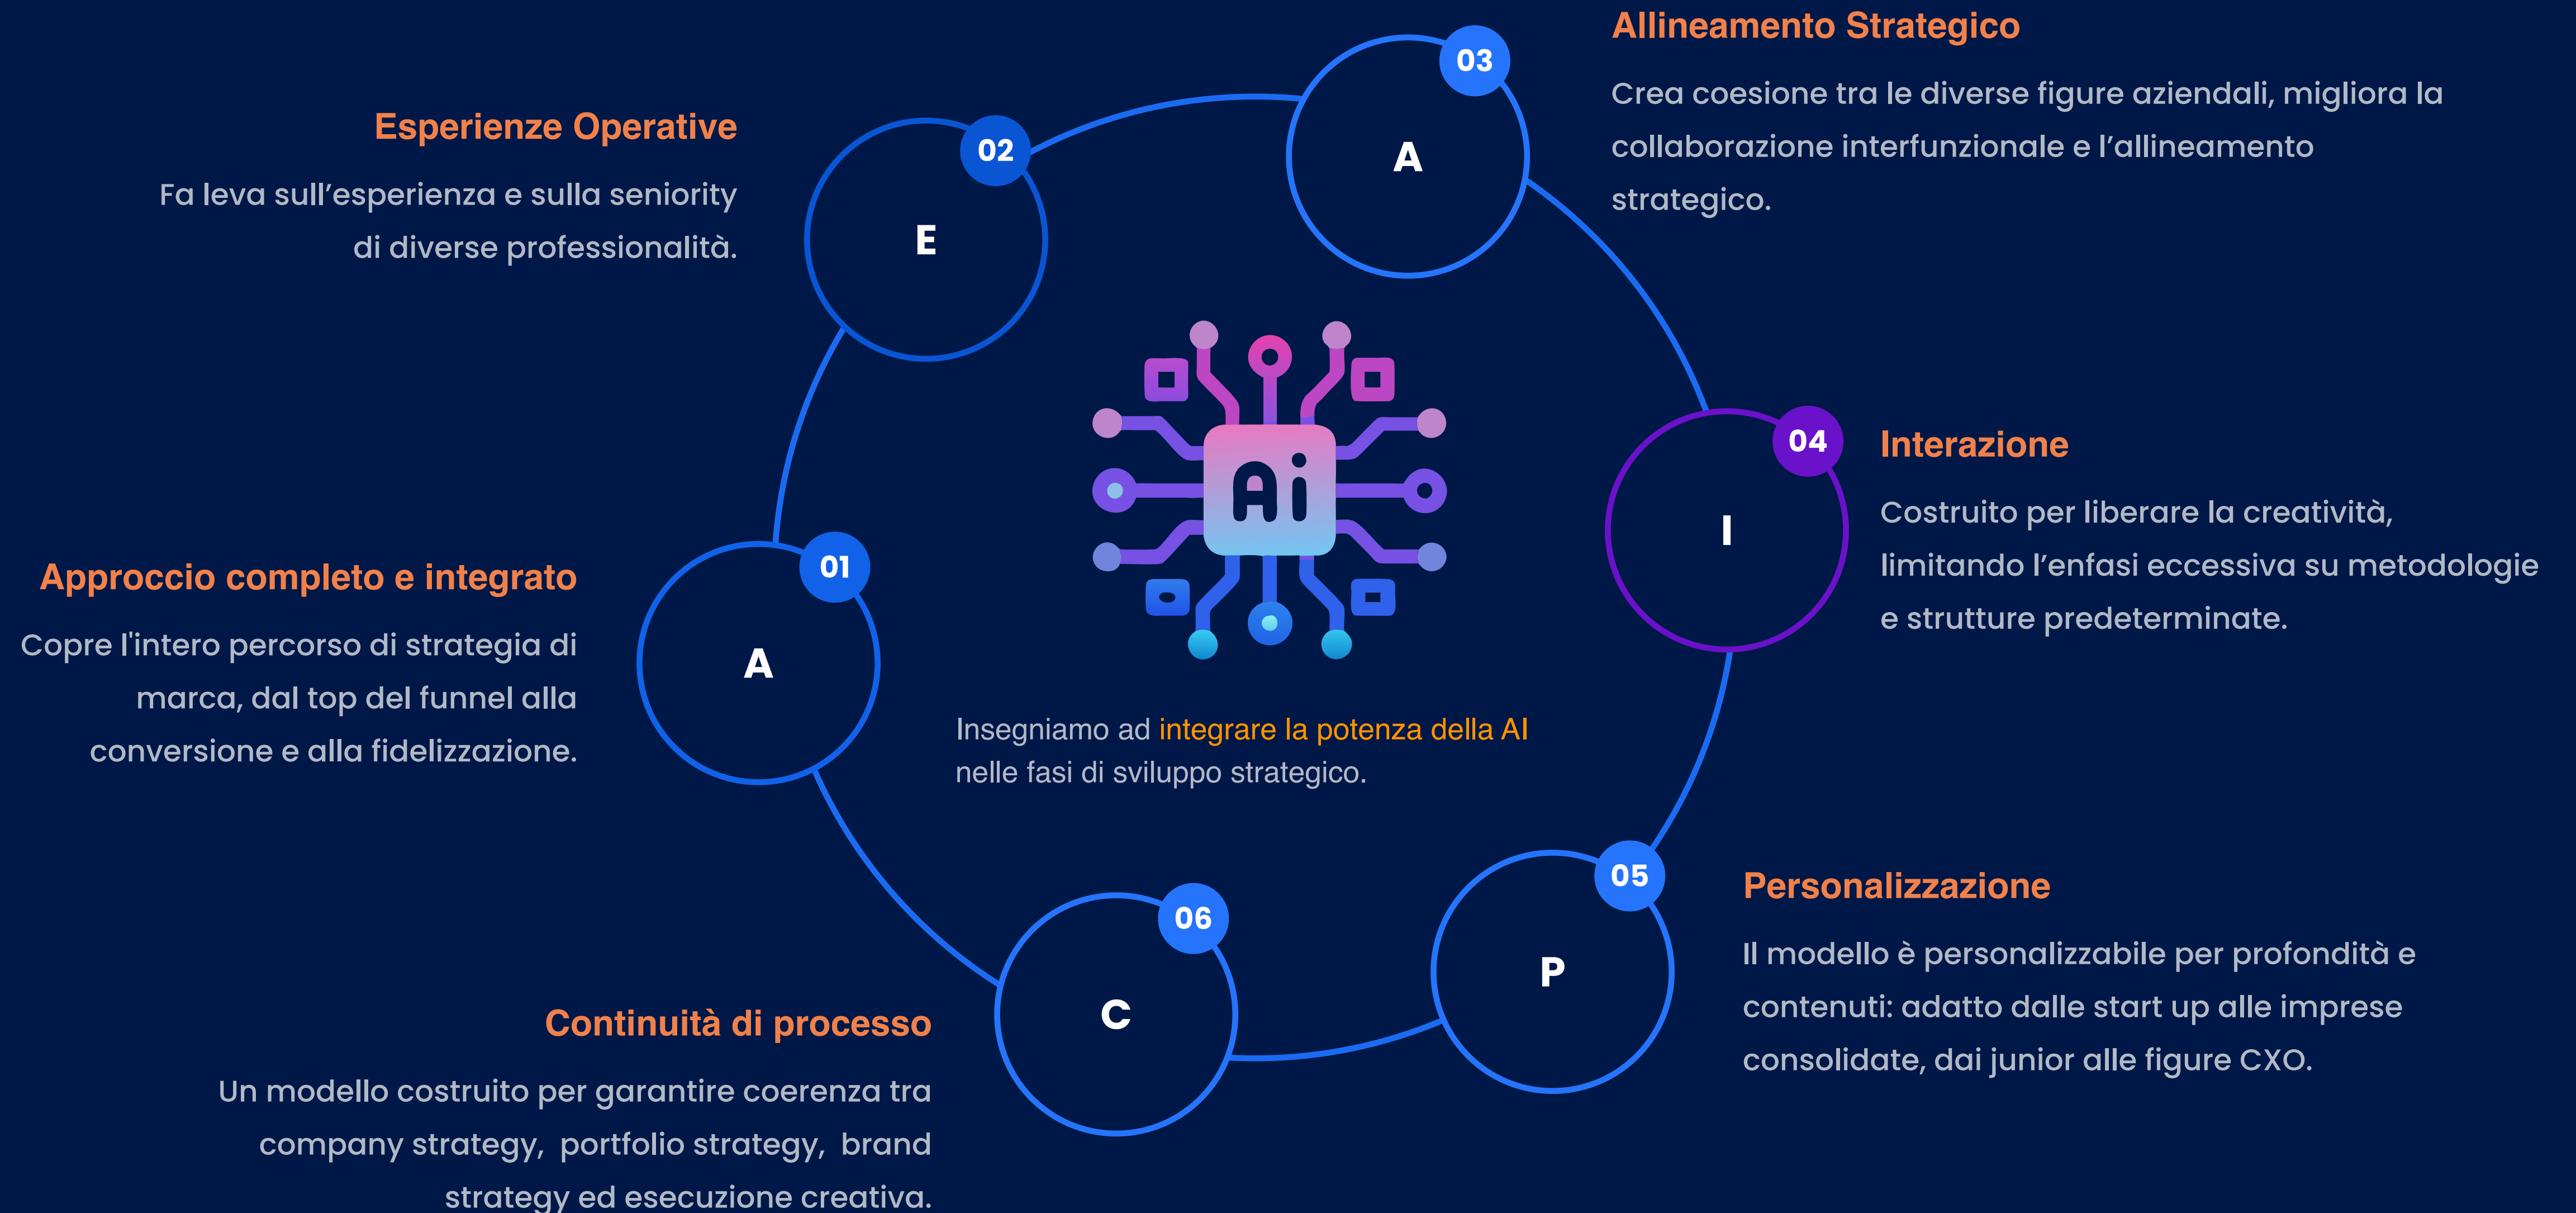 Allineamento Strategico
03
Crea coesione tra le diverse figure aziendali, migliora la
collaborazione interfunzionale e l’allineamento
strategico.
A
Esperienze Operative
02
Fa leva sull’esperienza e sulla seniority
di diverse professionalità.
E
04
Interazione
Costruito per liberare la creatività,
limitando l’enfasi eccessiva su metodologie
e strutture predeterminate.
I
Ai
Approccio completo e integrato
01
Copre l'intero percorso di strategia di
marca, dal top del funnel alla
conversione e alla fidelizzazione.
A
Insegniamo ad integrare la potenza della AI
nelle fasi di sviluppo strategico.
05
Personalizzazione
Il modello è personalizzabile per profondità e
contenuti: adatto dalle start up alle imprese
consolidate, dai junior alle figure CXO.
P
06
C
Continuità di processo
Un modello costruito per garantire coerenza tra
company strategy,  portfolio strategy,  brand
strategy ed esecuzione creativa.